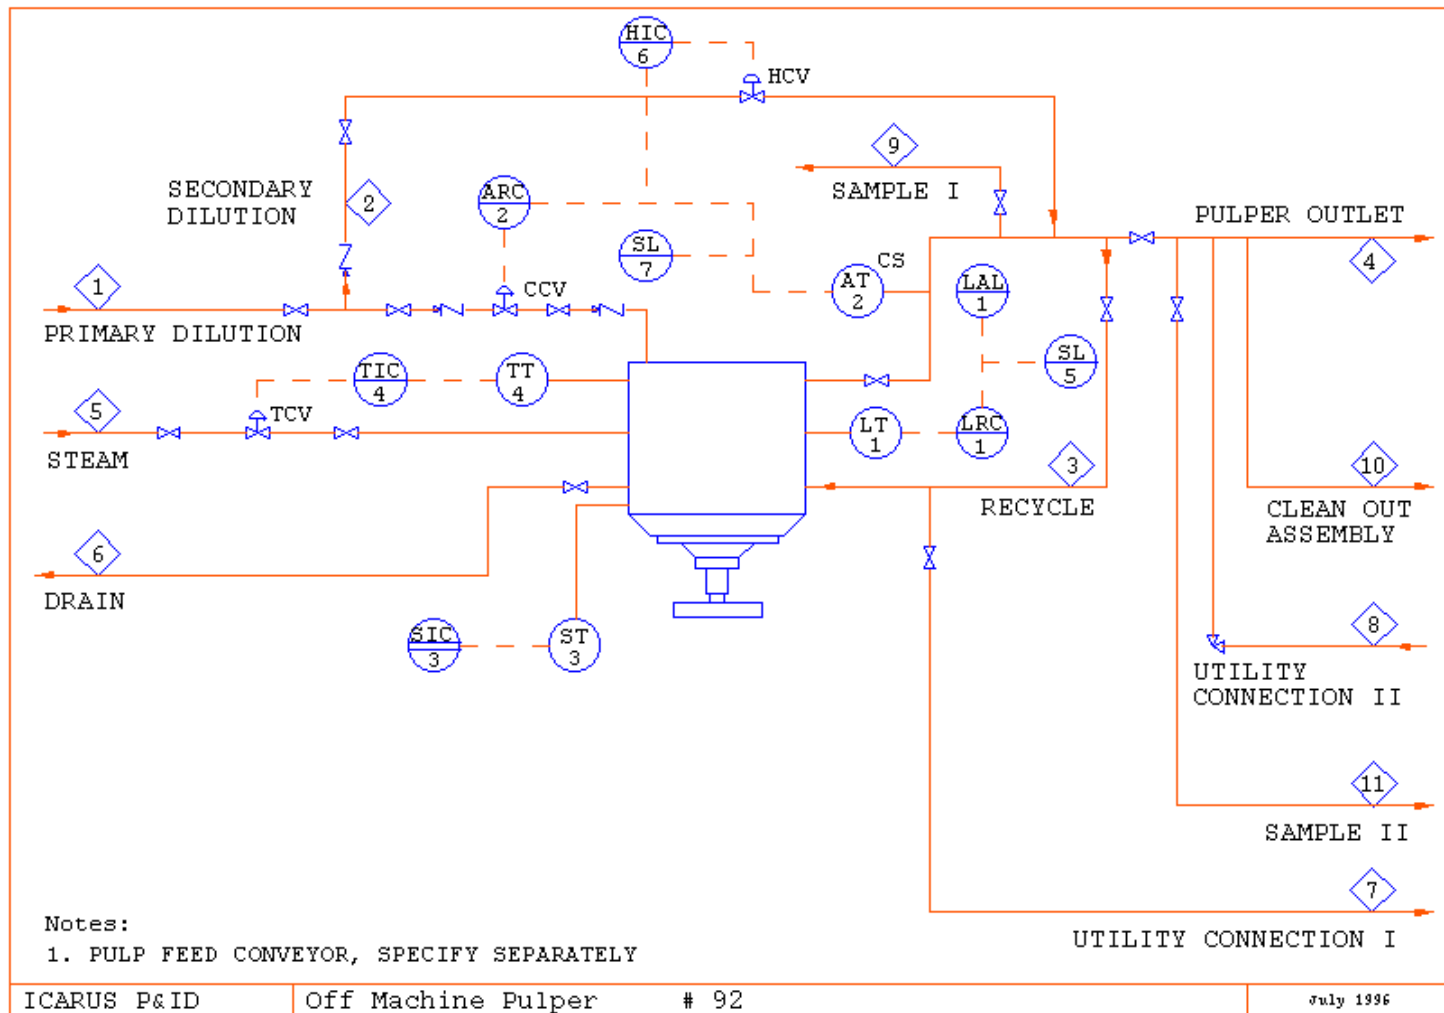 HIC
6
HCV
9
SAMPLE I
SECONDARY
DILUTION
2
ARC
2
SL
7
PULPER OUTLET
4
1
PRIMARY DILUTION
CCV
CS
AT
2
LAL
1
SL
5
TIC
4
TT
4
TCV
5
STEAM
LT
1
LRC
1
3
RECYCLE
10
CLEAN OUT
ASSEMBLY
6
DRAIN
SIC
3
ST
3
8
UTILITY
CONNECTION II
11
SAMPLE II
7
UTILITY CONNECTION I
Notes:
1. PULP FEED CONVEYOR, SPECIFY SEPARATELY
ICARUS P&ID
Off Machine Pulper # 92
July 1996